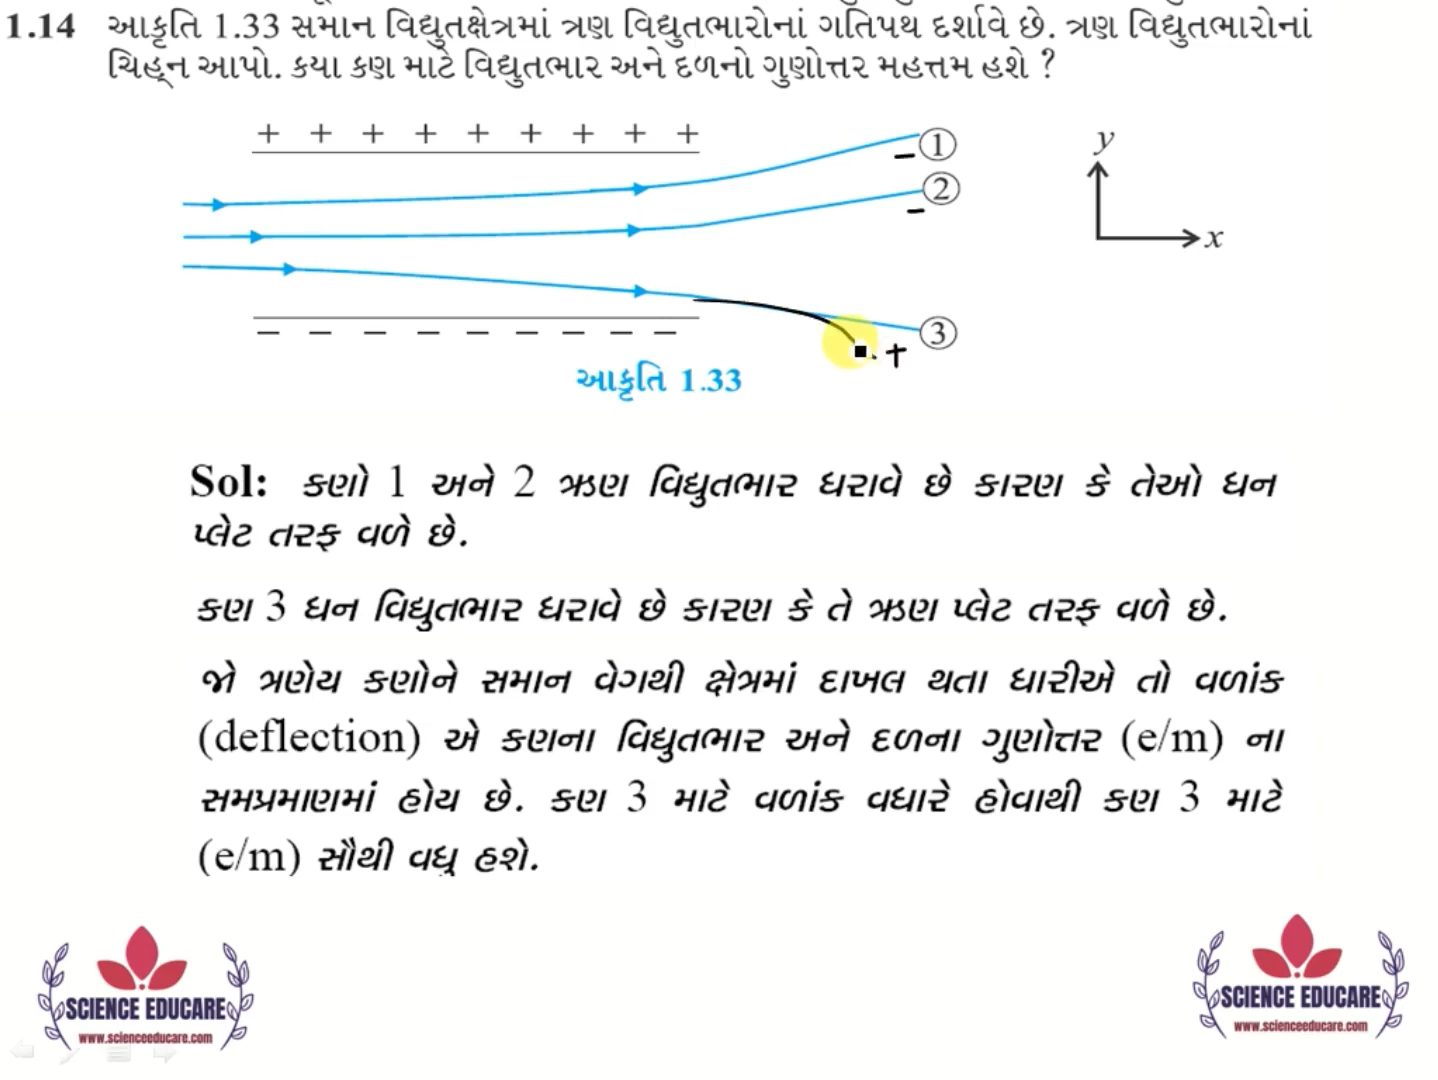 1.14 આકૃતિ 1.33 સમાન વિદ્યુતક્ષેત્રમાં ત્રણ વિદ્યુતભારોનાં ગતિપથ દર્શાવે છે. ત્રણ વિદ્યુતભારોનાં
ચિહ્ન આપો. કયા કણ માટે વિદ્યુતભાર અને દળનો ગુણોત્તર મહત્તમ હશે ?
+ + + + + + + + +
1
−
2
−
y
x
− − − − − − − − −
3
+
આકૃતિ 1.33
Sol: કણો 1 અને 2 ઋણ વિદ્યુતભાર ધરાવે છે કારણ કે તેઓ ધન
પ્લેટ તરફ વળે છે.
કણ 3 ધન વિદ્યુતભાર ધરાવે છે કારણ કે તે ઋણ પ્લેટ તરફ વળે છે.
જો ત્રણેય કણોને સમાન વેગથી ક્ષેત્રમાં દાખલ થતા ધારીએ તો વળાંક
(deflection) એ કણના વિદ્યુતભાર અને દળના ગુણોત્તર (e/m) ના
સમપ્રમાણમાં હોય છે. કણ 3 માટે વળાંક વધારે હોવાથી કણ 3 માટે
(e/m) સૌથી વધુ હશે.
SCIENCE EDUCARE
www.scienceeducare.com
SCIENCE EDUCARE
www.scienceeducare.com